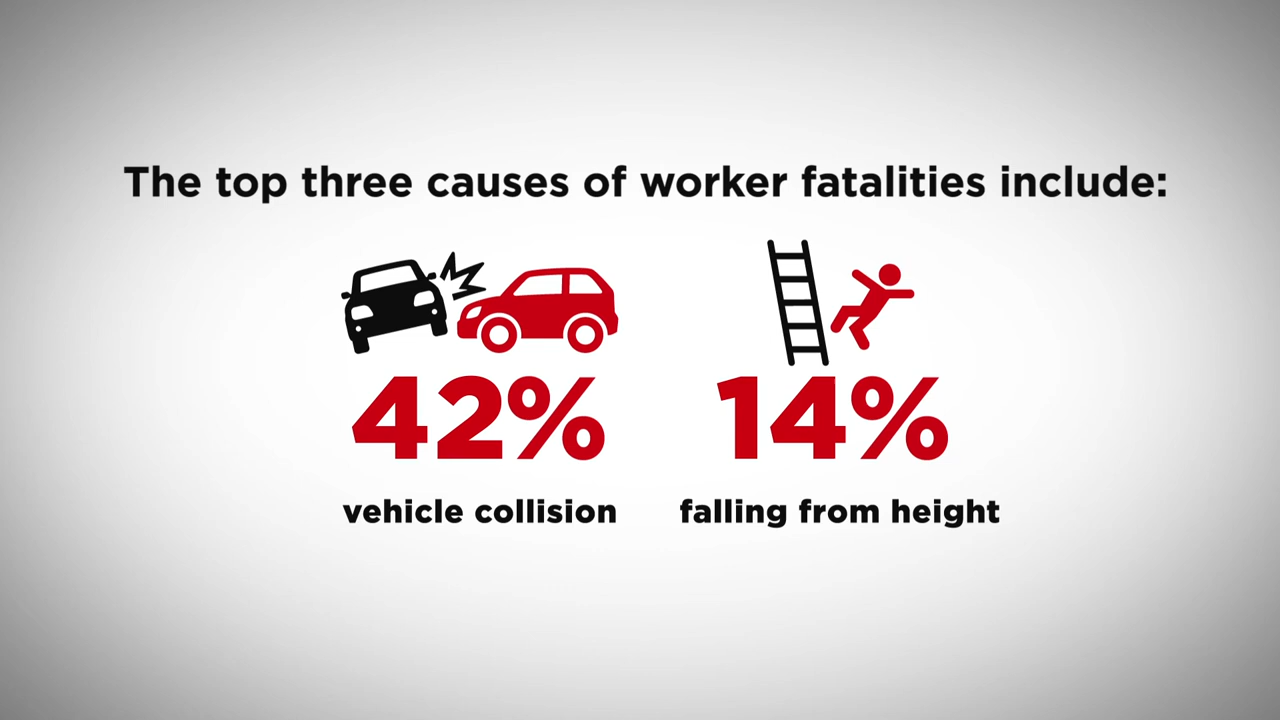 The top three causes of worker fatalities include:
42%
14%
vehicle collision
falling from height